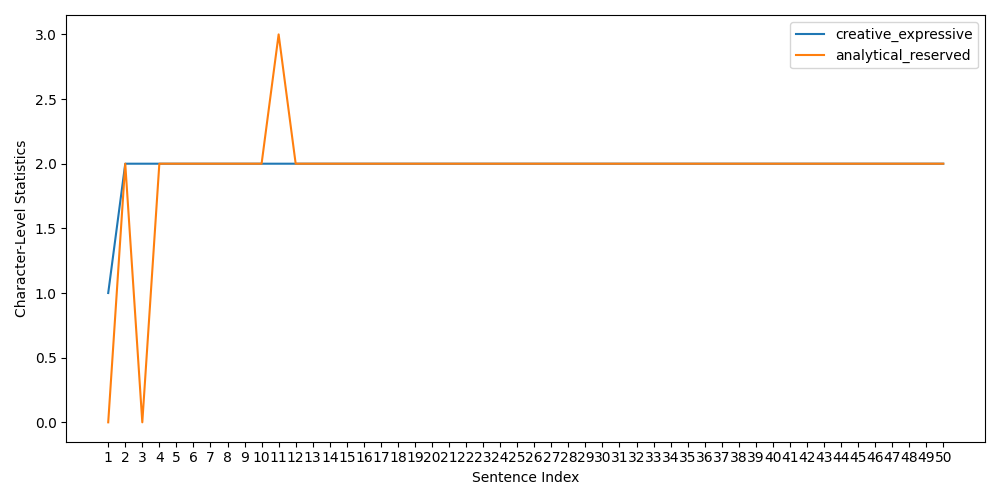 creative_expressive
analytical_reserved
Character-Level Statistics
3.0
2.5
2.0
1.5
1.0
0.5
0.0
1 2 3 4 5 6 7 8 9 10 11 12 13 14 15 16 17 18 19 20 21 22 23 24 25 26 27 28 29 30 31 32 33 34 35 36 37 38 39 40 41 42 43 44 45 46 47 48 49 50
Sentence Index